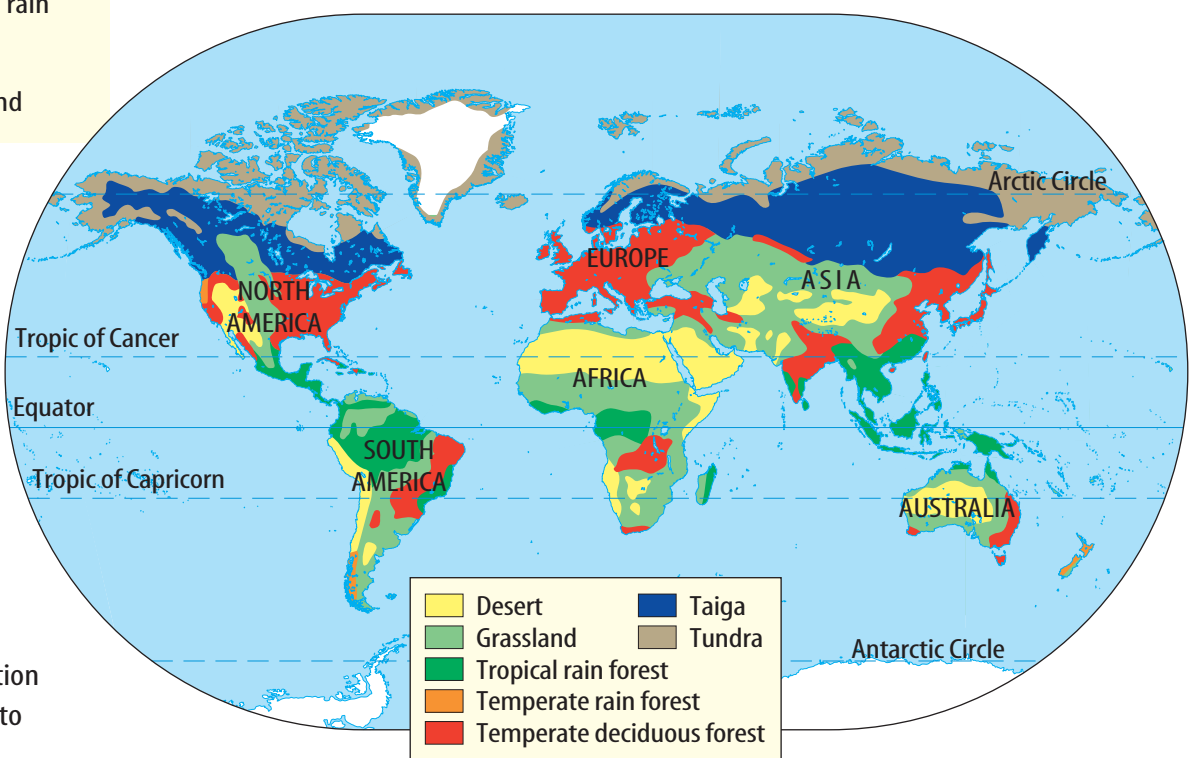 rain
nd
Arctic Circle
EUROPE
ASIA
NORTH
AMERICA
Tropic of Cancer
AFRICA
Equator
SOUTH
AMERICA
Tropic of Capricorn
AUSTRALIA
Desert
Grassland
Tropical rain forest
Temperate rain forest
Temperate deciduous forest
Taiga
Tundra
Antarctic Circle
tion
to